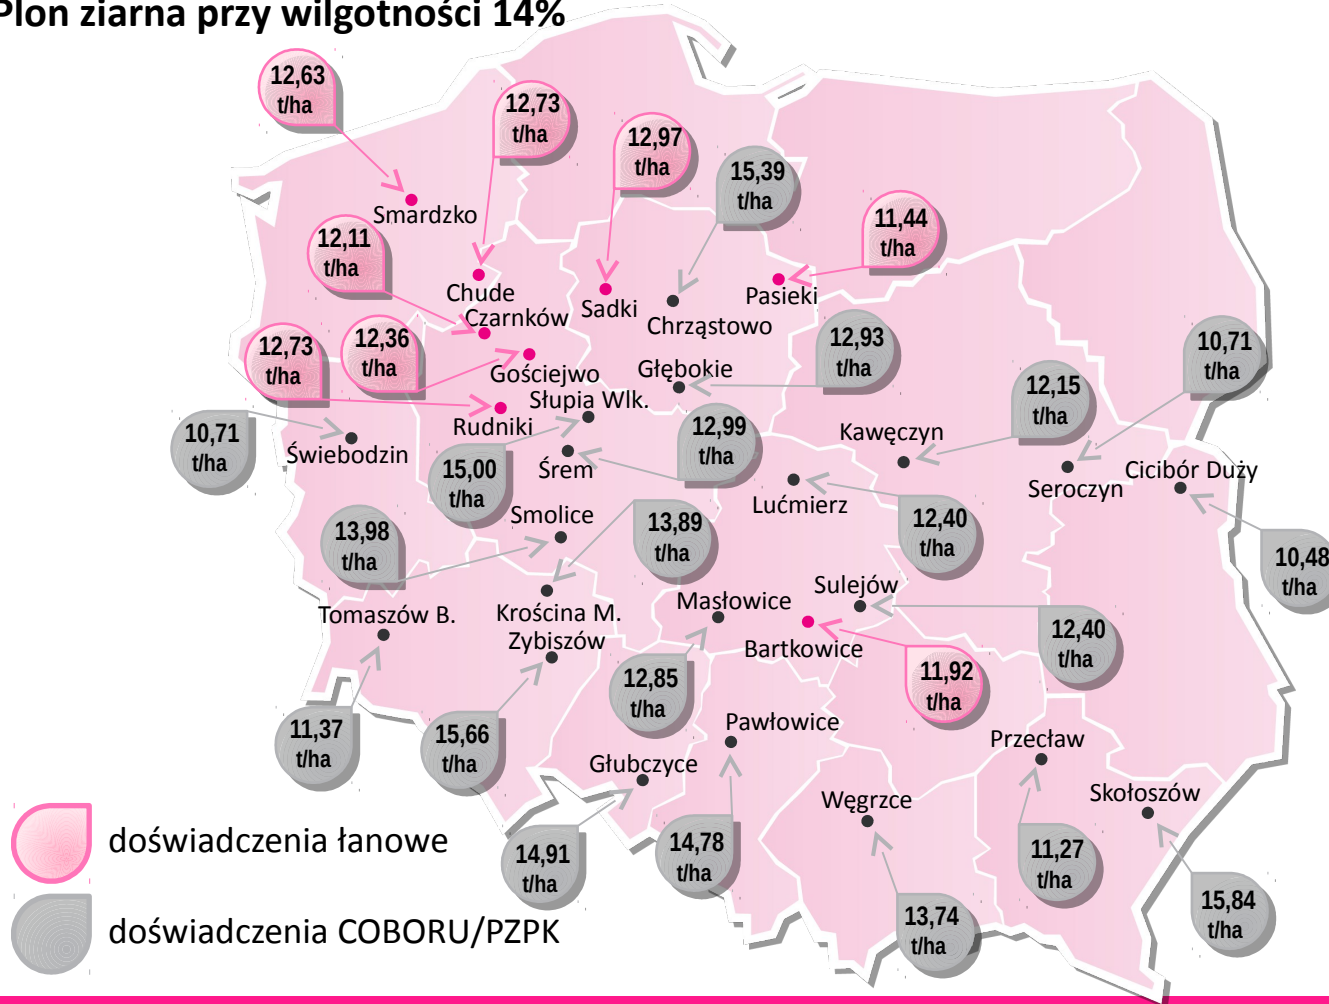 Plon ziarna przy wilgotności 14%
12,63
t/ha
12,73
t/ha
12,97
t/ha
15,39
t/ha
11,44
t/ha
Smardzko
12,11
t/ha
Chude
Czarnków
Sadki
Chrząstowo
Pasieki
12,73
t/ha
12,36
t/ha
Gościejwo
Głębokie
12,93
t/ha
10,71
t/ha
12,15
t/ha
Słupia Wlk.
Rudniki
10,71
t/ha
Świebodzin
15,00
t/ha
Śrem
12,99
t/ha
Kawęczyn
Lućmierz
Seroczyn
Cicibór Duży
13,98
t/ha
Smolice
13,89
t/ha
12,40
t/ha
10,48
t/ha
Tomaszów B.
Krościna M.
Zybiszów
Masłowice
Sulejów
Bartkowice
12,40
t/ha
11,37
t/ha
15,66
t/ha
12,85
t/ha
11,92
t/ha
Pawłowice
Przecław
Głubczyce
Węgrzce
Skołoszów
14,91
t/ha
14,78
t/ha
11,27
t/ha
13,74
t/ha
15,84
t/ha
doświadczenia łanowe
doświadczenia COBORU/PZPK